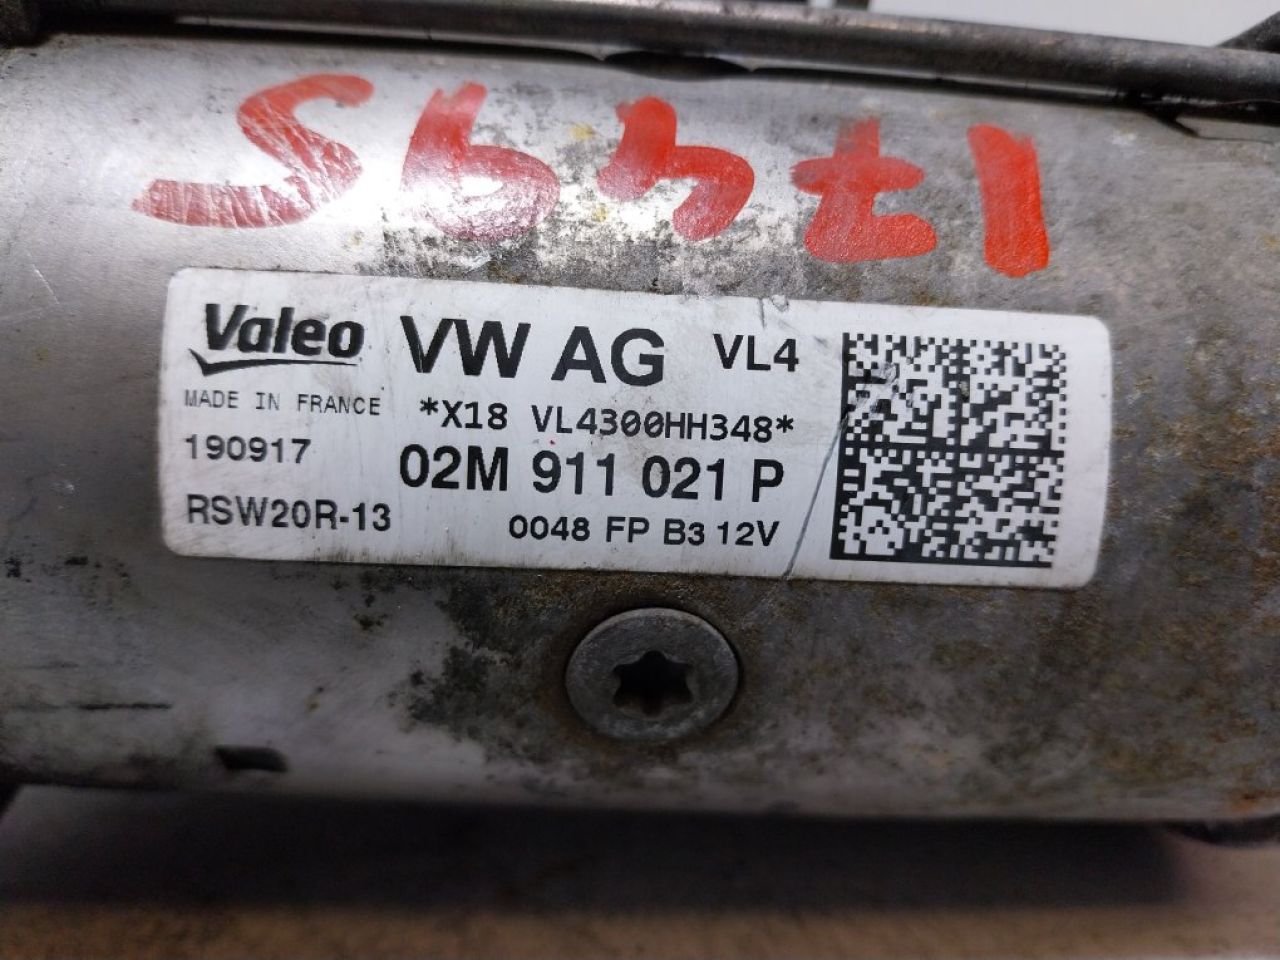 17495
Valeo VW AG VL4
MADE IN FRANCE *X18 VL4300HH348*
190917 02M 911 021 P
RSW20R-13 0048 FP B3 12V